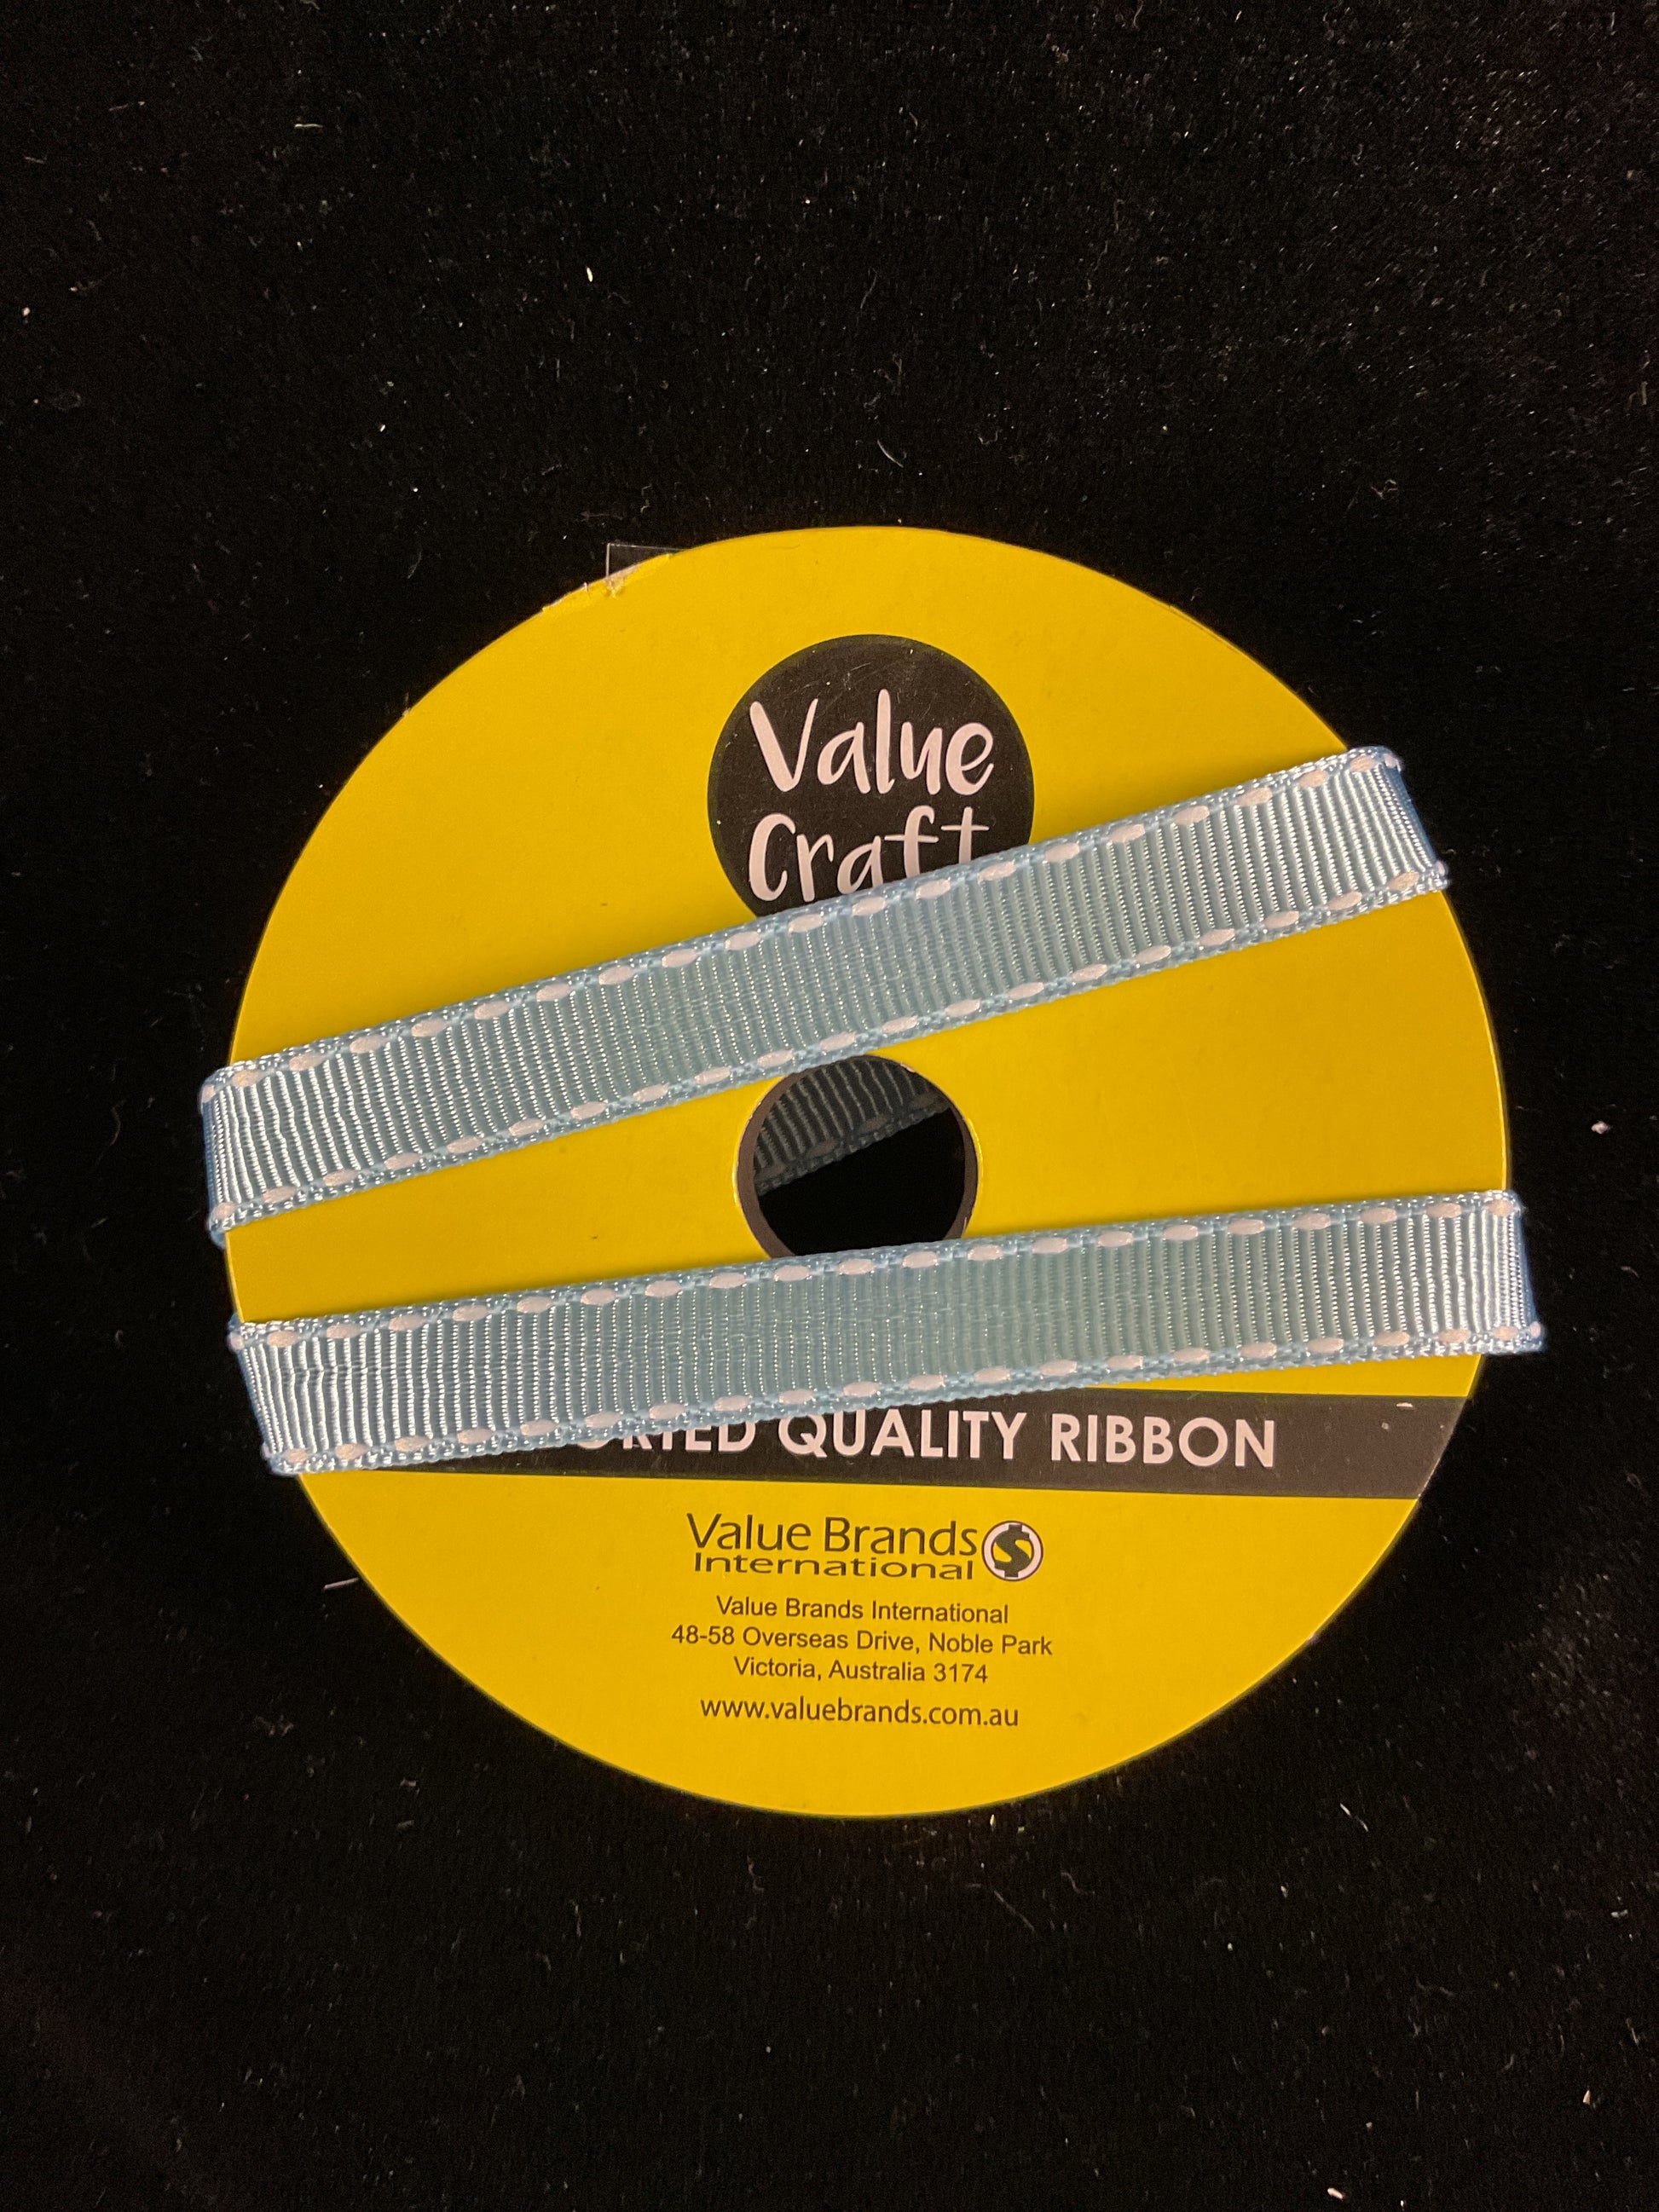 Value
Craft
QUALITY RIBBON
Value Brands
International
Value Brands International
48-58 Overseas Drive, Noble Park
Victoria, Australia 3174
www.valuebrands.com.au